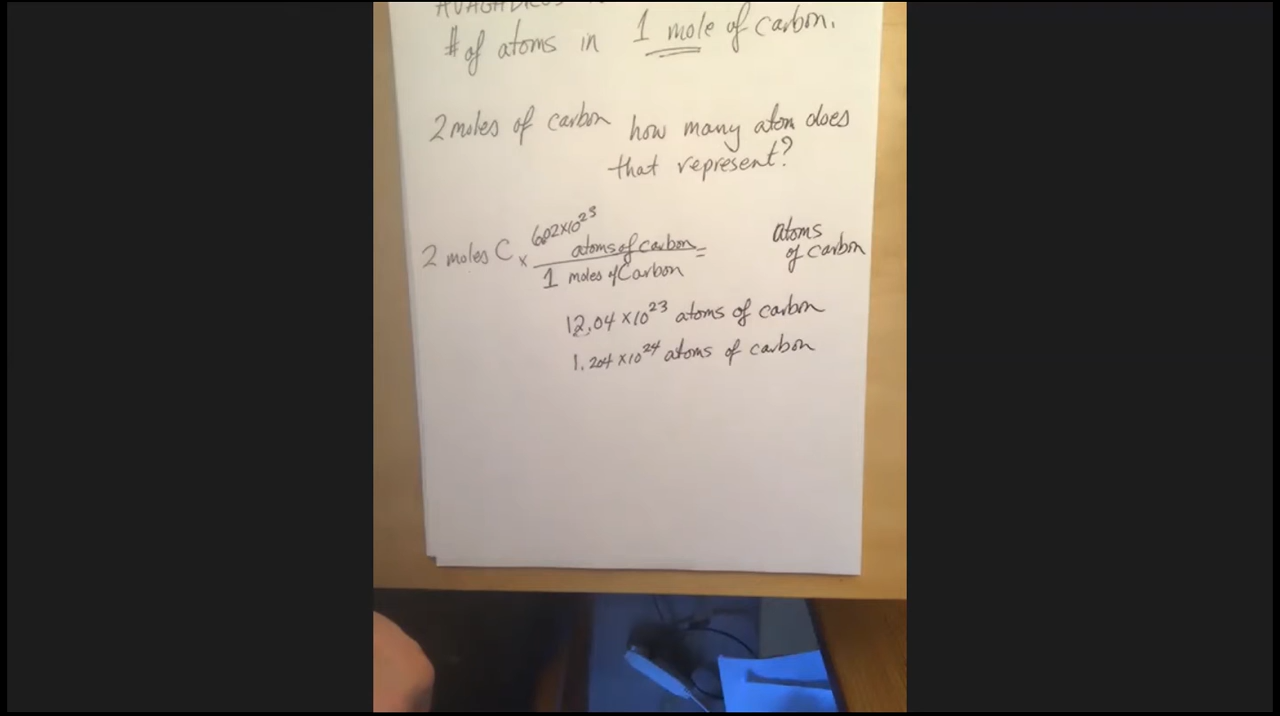 # of atoms in 1 mole of carbon.
2 moles of carbon how many atom does
that represent?
6.02x10^23
2 moles C x atoms of carbon = atoms
1 moles of Carbon of carbon
12.04 x10^23 atoms of carbon
1.204 x10^24 atoms of carbon